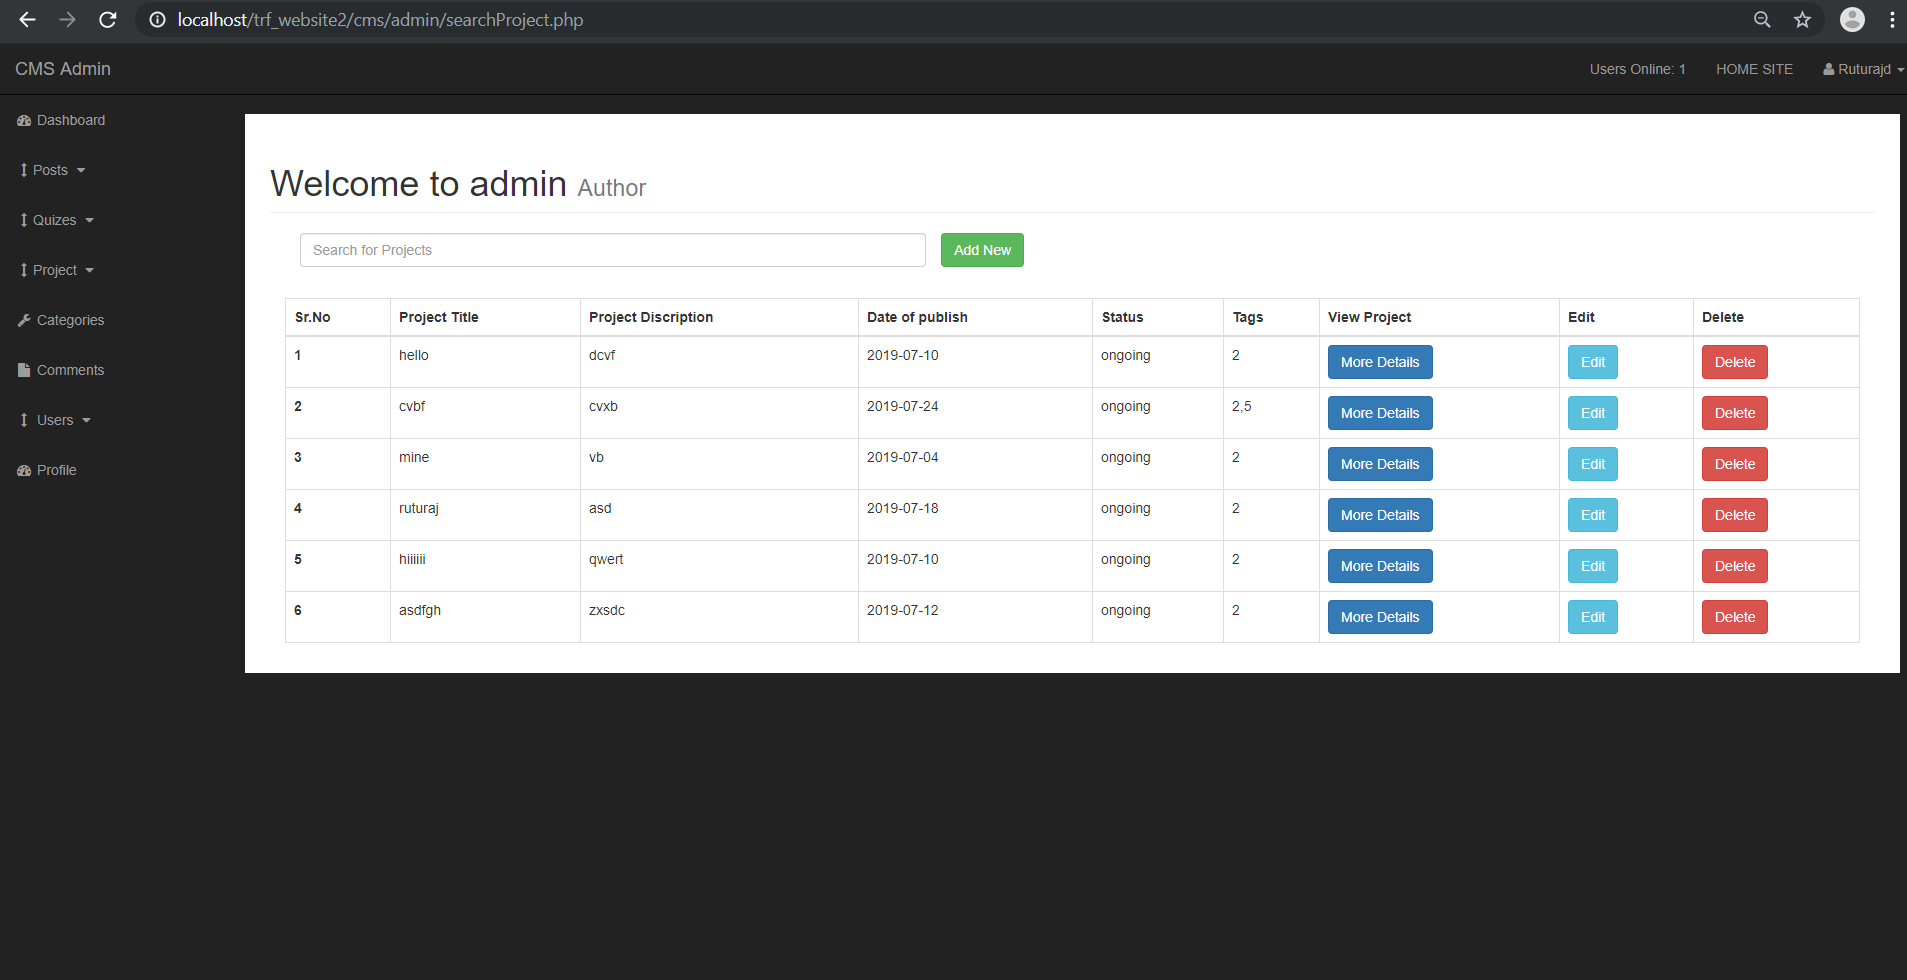 localhost/trf_website2/cms/admin/searchProject.php
CMS Admin
Users Online: 1 HOME SITE Ruturajd
Dashboard
Posts
Quizes
Project
Categories
Comments
Users
Profile
Welcome to admin Author
Search for Projects Add New
Sr.No Project Title Project Discription Date of publish Status Tags View Project Edit Delete
1 hello dcvf 2019-07-10 ongoing 2 More Details Edit Delete
2 cvbf cvxb 2019-07-24 ongoing 2,5 More Details Edit Delete
3 mine vb 2019-07-04 ongoing 2 More Details Edit Delete
4 ruturaj asd 2019-07-18 ongoing 2 More Details Edit Delete
5 hiiiiii qwert 2019-07-10 ongoing 2 More Details Edit Delete
6 asdfgh zxsdc 2019-07-12 ongoing 2 More Details Edit Delete